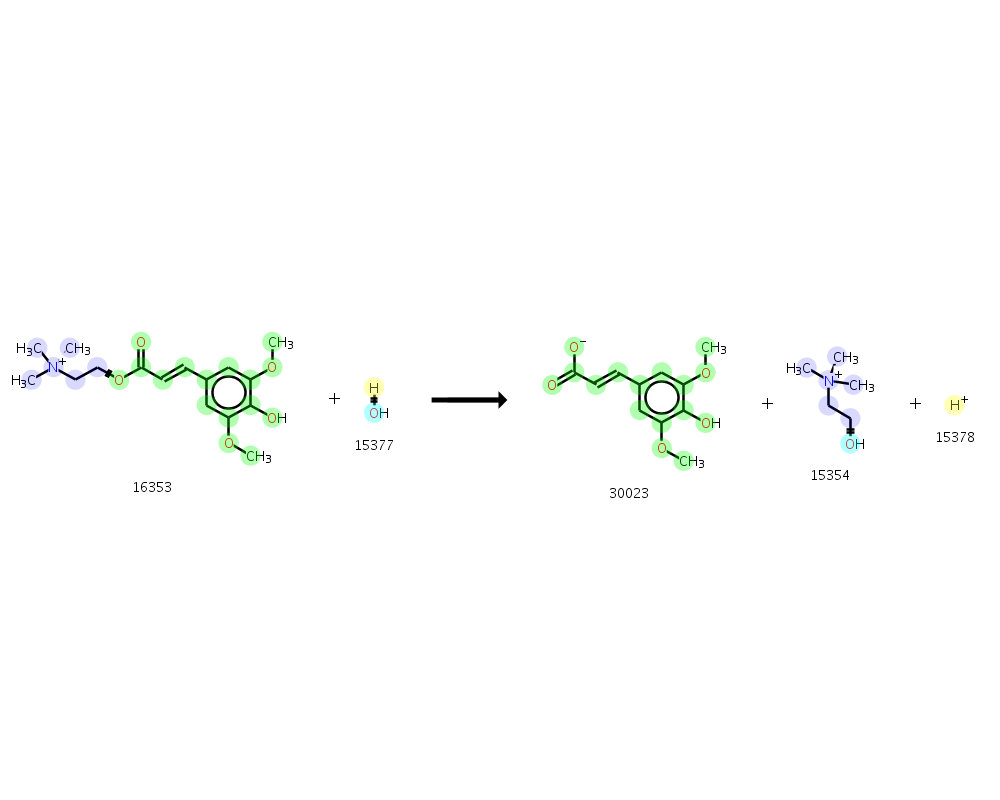 H₃C CH₃ N⁺ H₃C O O CH₃ O OH O CH₃
16353
+
H OH
15377
O⁻ O CH₃ O OH O CH₃
30023
+
H₃C CH₃ N⁺ CH₃ OH
15354
+
H⁺
15378